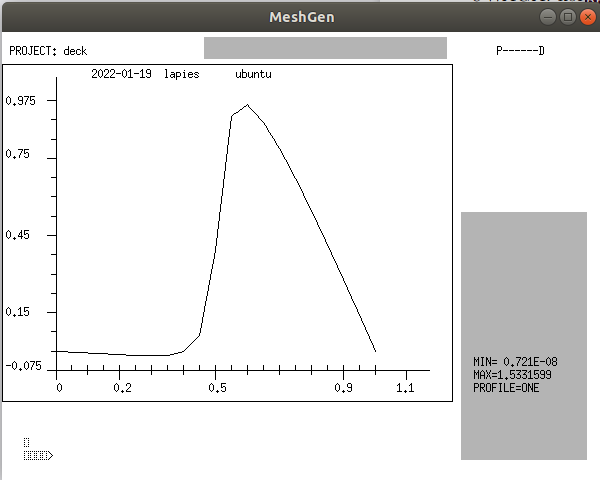 MeshGen
PROJECT: deck
P------D
2022-01-19 lapies ubuntu
0.975
0.75
0.45
0.15
-0.075
0 0.2 0.5 0.9 1.1
MIN= 0.721E-08
MAX=1.5331599
PROFILE=ONE